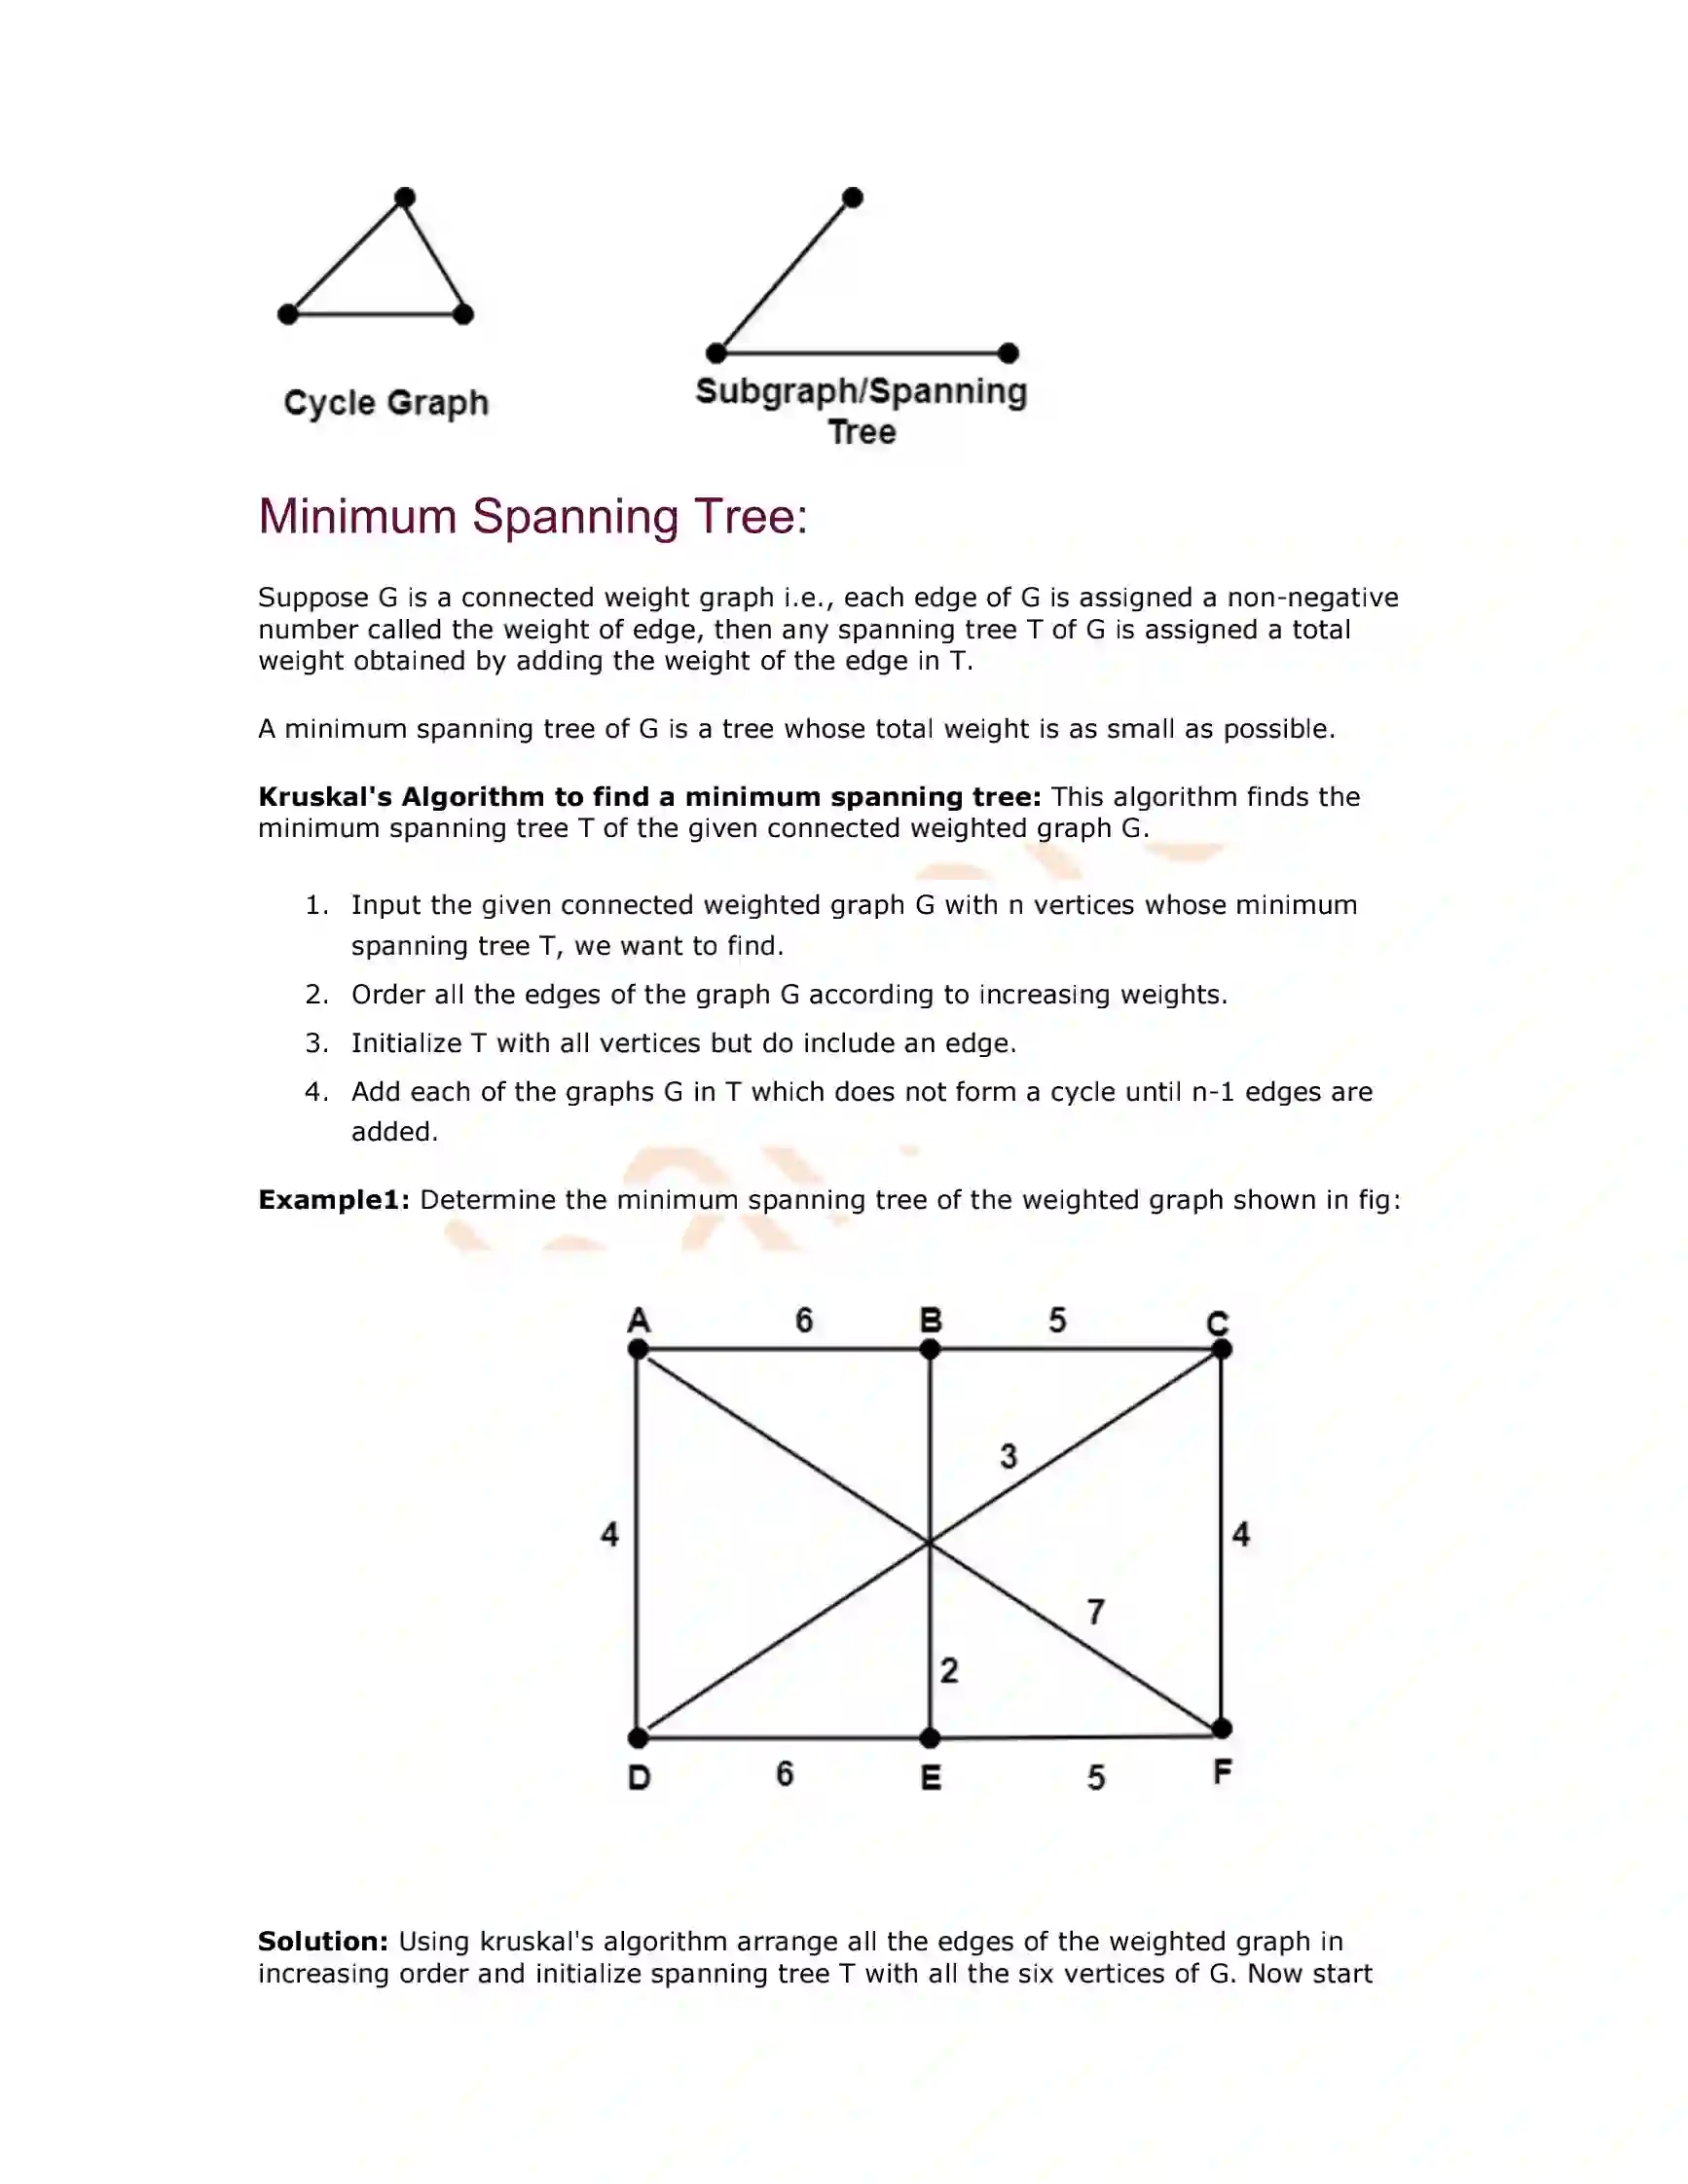 Cycle Graph
Subgraph/Spanning
Tree
Minimum Spanning Tree:
Suppose G is a connected weight graph i.e., each edge of G is assigned a non-negative
number called the weight of edge, then any spanning tree T of G is assigned a total
weight obtained by adding the weight of the edge in T.
A minimum spanning tree of G is a tree whose total weight is as small as possible.
Kruskal's Algorithm to find a minimum spanning tree: This algorithm finds the
minimum spanning tree T of the given connected weighted graph G.
1. Input the given connected weighted graph G with n vertices whose minimum
spanning tree T, we want to find.
2. Order all the edges of the graph G according to increasing weights.
3. Initialize T with all vertices but do include an edge.
4. Add each of the graphs G in T which does not form a cycle until n-1 edges are
added.
Example1: Determine the minimum spanning tree of the weighted graph shown in fig:
A 6 B 5 C
3
4 4
7
2
D 6 E 5 F
Solution: Using kruskal's algorithm arrange all the edges of the weighted graph in
increasing order and initialize spanning tree T with all the six vertices of G. Now start